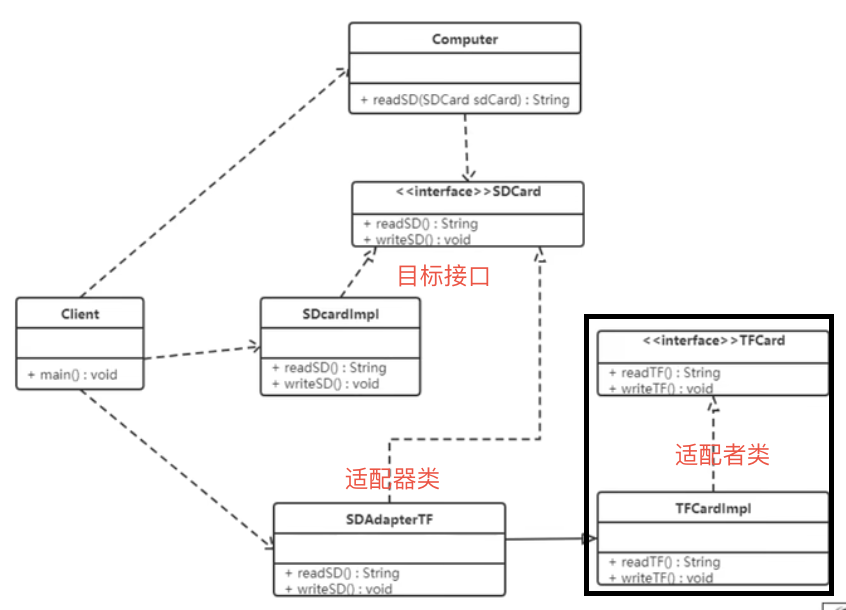 Computer
+ readSD(SDCard sdCard) : String
<<interface>>SDCard
+ readSD() : String
+ writeSD() : void
目标接口
Client
+ main() : void
SDcardImpl
+ readSD() : String
+ writeSD() : void
<<interface>>TFCard
+ readTF() : String
+ writeTF() : void
适配者类
适配器类
SDAdapterTF
+ readSD() : String
+ writeSD() : void
TFCardImpl
+ readTF() : String
+ writeTF() : void